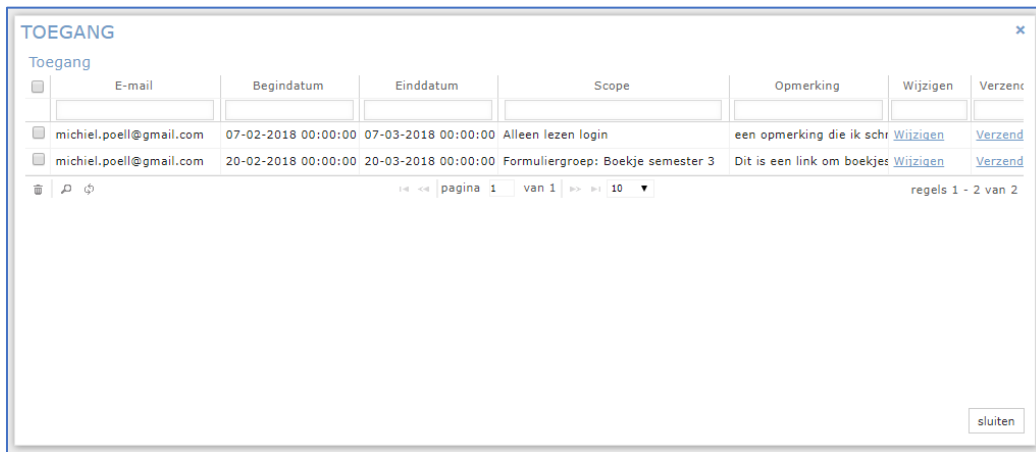 TOEGANG ×
Toegang
E-mail Begindatum Einddatum Scope Opmerking Wijzigen Verzend
michiel.poell@gmail.com 07-02-2018 00:00:00 07-03-2018 00:00:00 Alleen lezen login een opmerking die ik schr Wijzigen Verzend
michiel.poell@gmail.com 20-02-2018 00:00:00 20-03-2018 00:00:00 Formuliergroep: Boekje semester 3 Dit is een link om boekjes Wijzigen Verzend
pagina 1 van 1 10 regels 1 - 2 van 2
sluiten